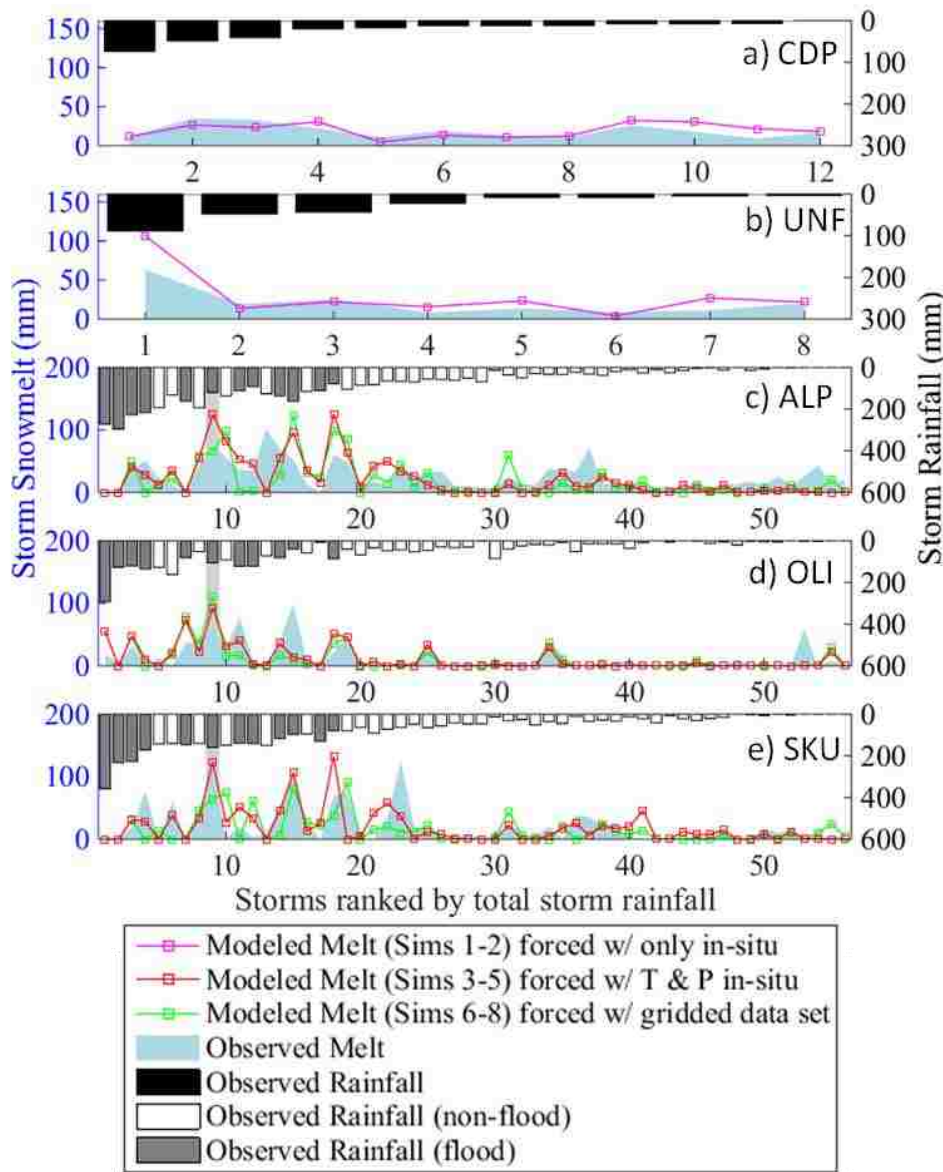 150
100
50
0
a) CDP
0
100
200
300
2 4 6 8 10 12
150
100
50
0
b) UNF
0
100
200
300
1 2 3 4 5 6 7 8
Storm Snowmelt (mm)
Storm Rainfall (mm)
200
100
0
c) ALP
0
200
400
600
10 20 30 40 50
200
100
0
d) OLI
0
200
400
600
10 20 30 40 50
200
100
0
e) SKU
0
200
400
600
10 20 30 40 50
Storms ranked by total storm rainfall
Modeled Melt (Sims 1-2) forced w/ only in-situ
Modeled Melt (Sims 3-5) forced w/ T & P in-situ
Modeled Melt (Sims 6-8) forced w/ gridded data set
Observed Melt
Observed Rainfall
Observed Rainfall (non-flood)
Observed Rainfall (flood)